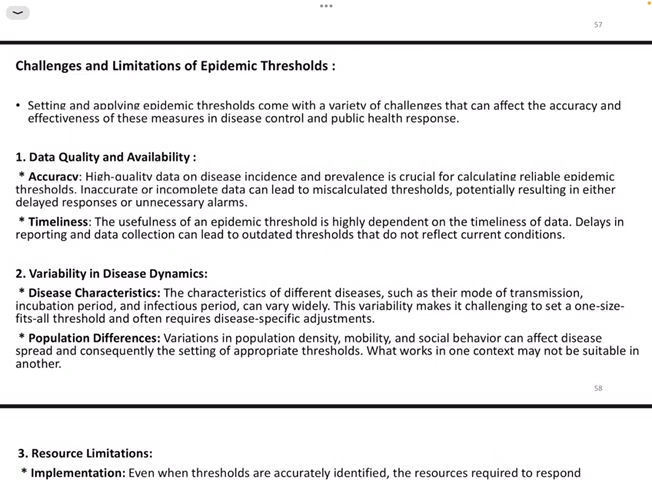 57
Challenges and Limitations of Epidemic Thresholds :
• Setting and applying epidemic thresholds come with a variety of challenges that can affect the accuracy and
effectiveness of these measures in disease control and public health response.
1. Data Quality and Availability :
* Accuracy: High-quality data on disease incidence and prevalence is crucial for calculating reliable epidemic
thresholds. Inaccurate or incomplete data can lead to miscalculated thresholds, potentially resulting in either
delayed responses or unnecessary alarms.
* Timeliness: The usefulness of an epidemic threshold is highly dependent on the timeliness of data. Delays in
reporting and data collection can lead to outdated thresholds that do not reflect current conditions.
2. Variability in Disease Dynamics:
* Disease Characteristics: The characteristics of different diseases, such as their mode of transmission,
incubation period, and infectious period, can vary widely. This variability makes it challenging to set a one-size-
fits-all threshold and often requires disease-specific adjustments.
* Population Differences: Variations in population density, mobility, and social behavior can affect disease
spread and consequently the setting of appropriate thresholds. What works in one context may not be suitable in
another.
58
3. Resource Limitations:
* Implementation: Even when thresholds are accurately identified, the resources required to respond